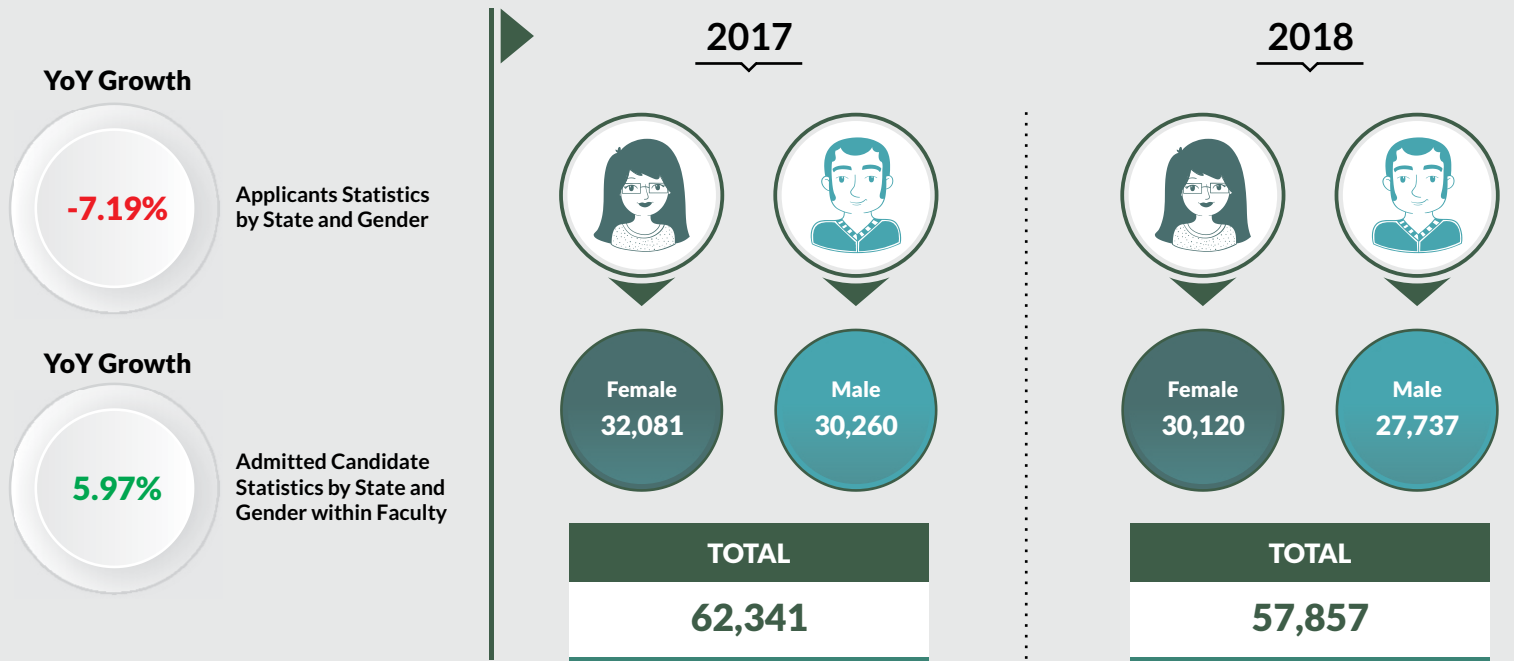 YoY Growth
-7.19%
Applicants Statistics
by State and Gender
YoY Growth
5.97%
Admitted Candidate
Statistics by State and
Gender within Faculty
2017
Female
32,081
Male
30,260
TOTAL
62,341
2018
Female
30,120
Male
27,737
TOTAL
57,857